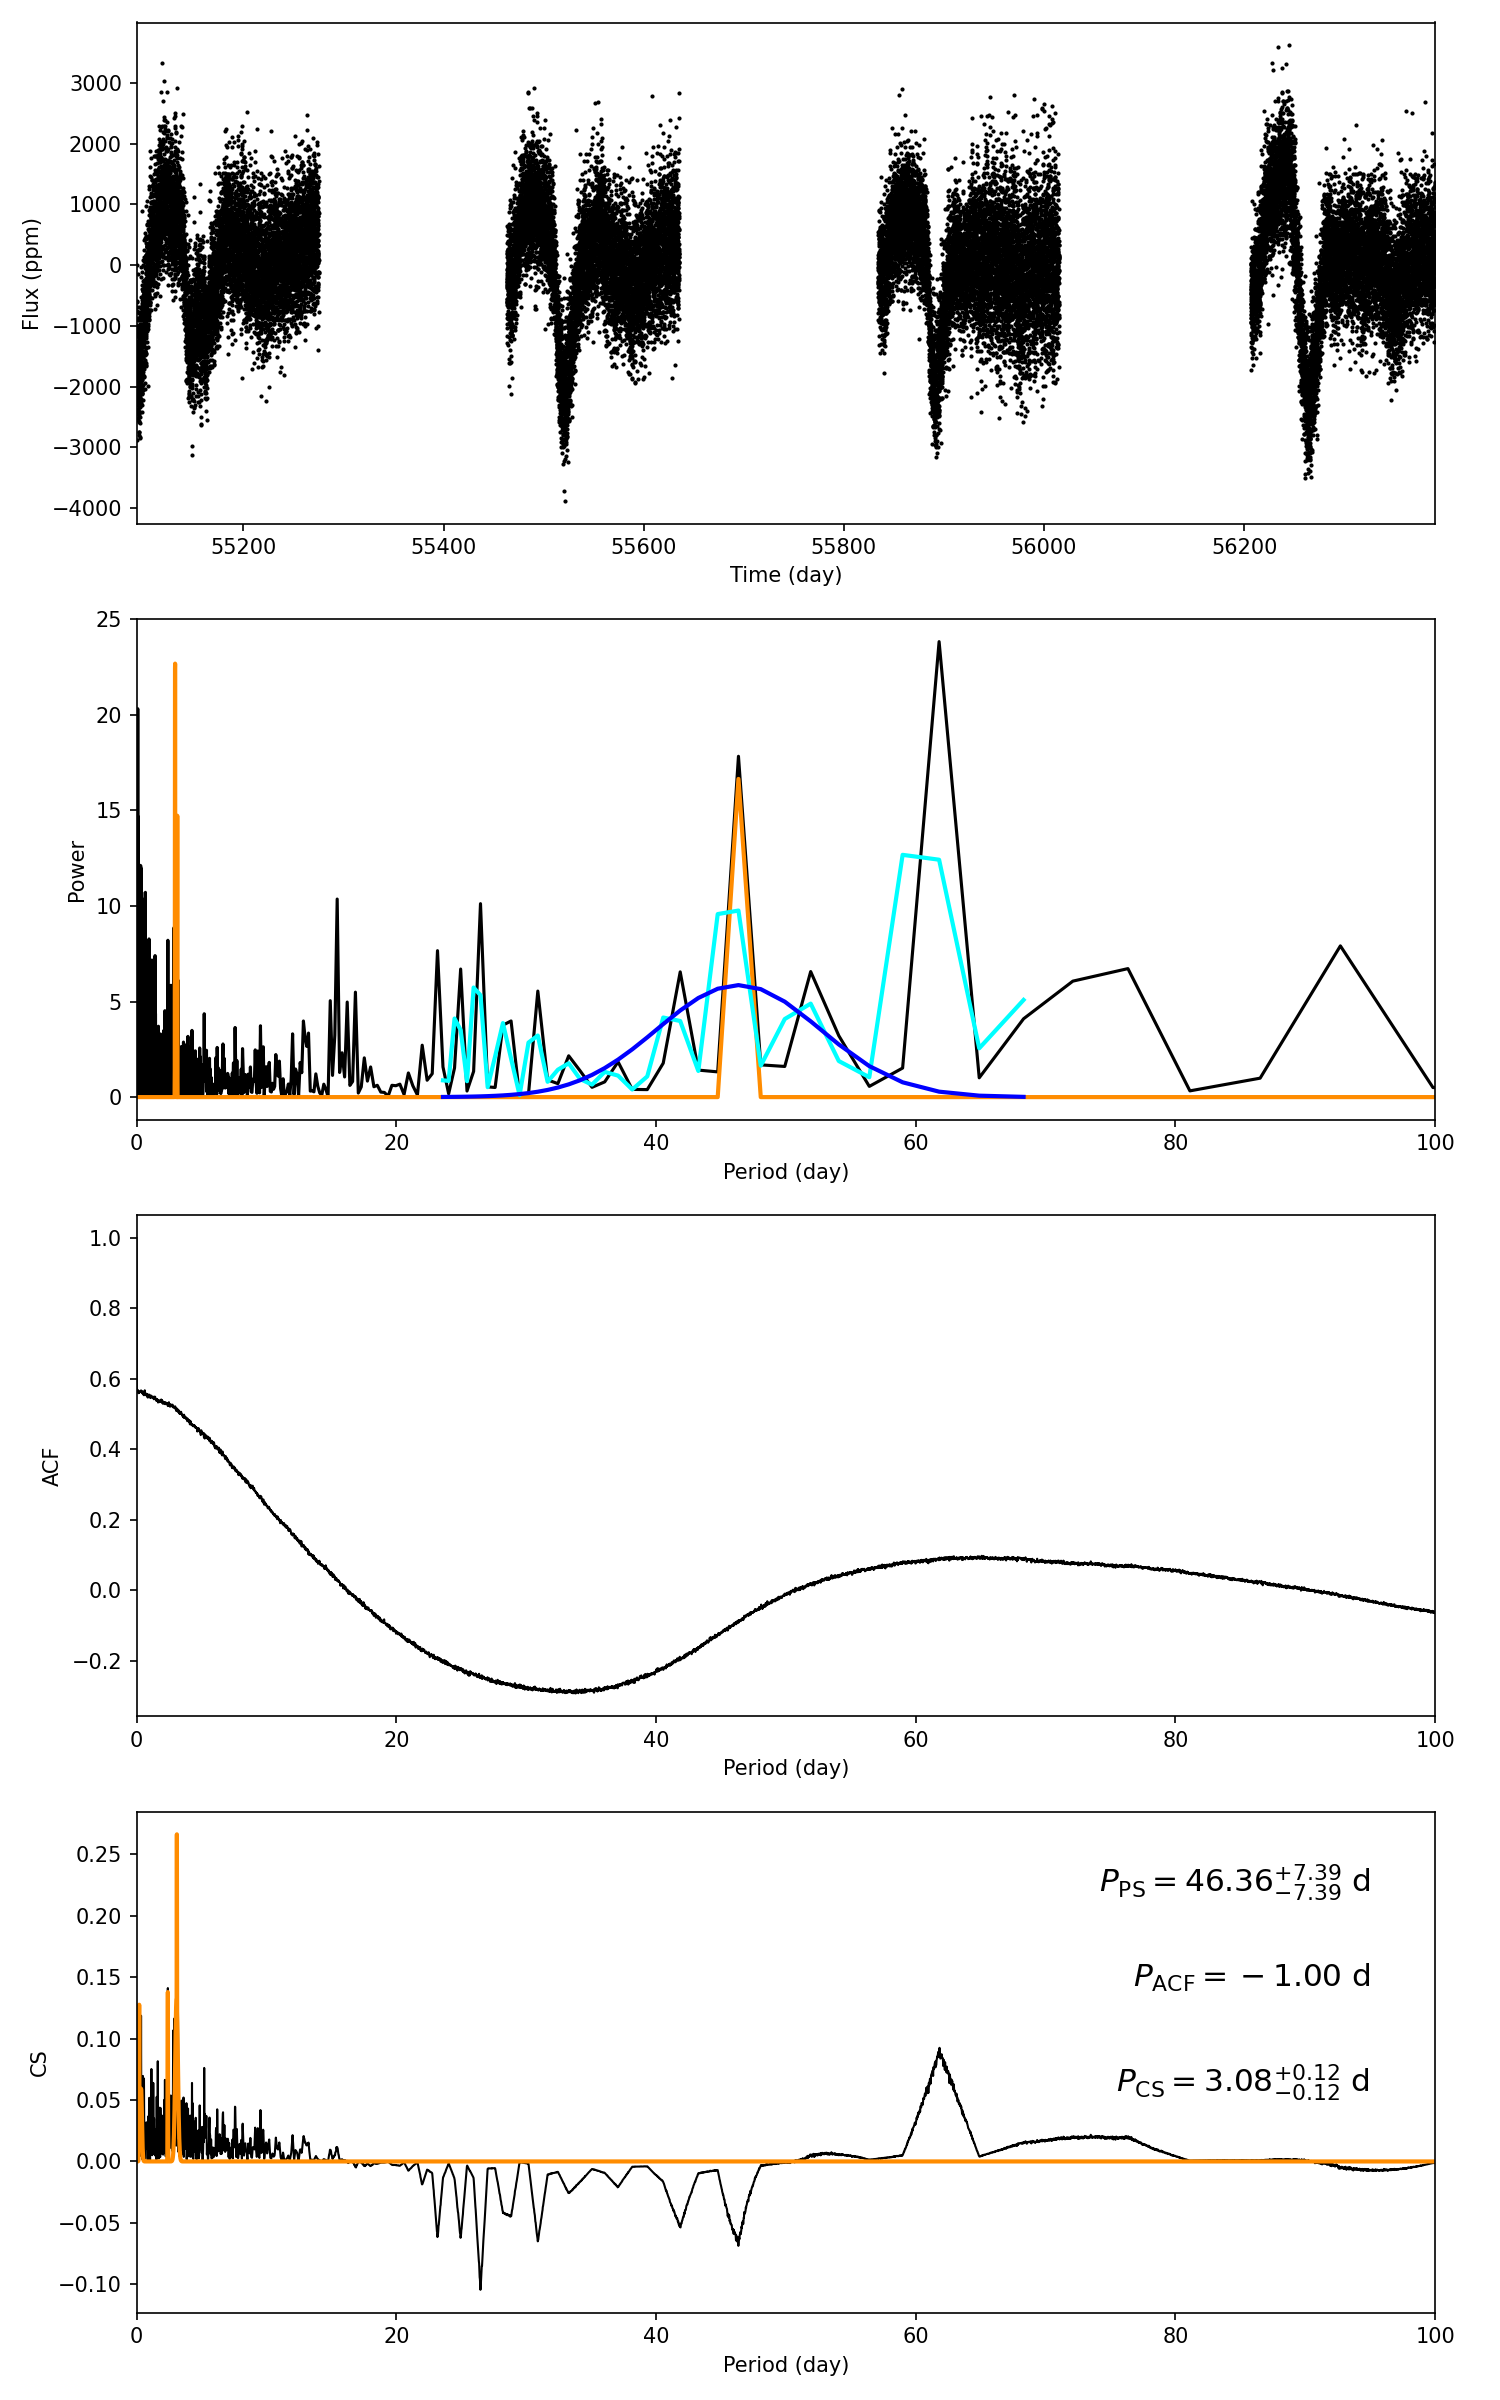 3000
2000
1000
0
−1000
−2000
−3000
−4000
Flux (ppm)
55200 55400 55600 55800 56000 56200
Time (day)
25
20
15
10
5
0
Power
0 20 40 60 80 100
Period (day)
1.0
0.8
0.6
0.4
0.2
0.0
−0.2
ACF
0 20 40 60 80 100
Period (day)
0.25
0.20
0.15
0.10
0.05
0.00
−0.05
−0.10
CS
P_PS = 46.36^{+7.39}_{−7.39} d
P_ACF = −1.00 d
P_CS = 3.08^{+0.12}_{−0.12} d
0 20 40 60 80 100
Period (day)